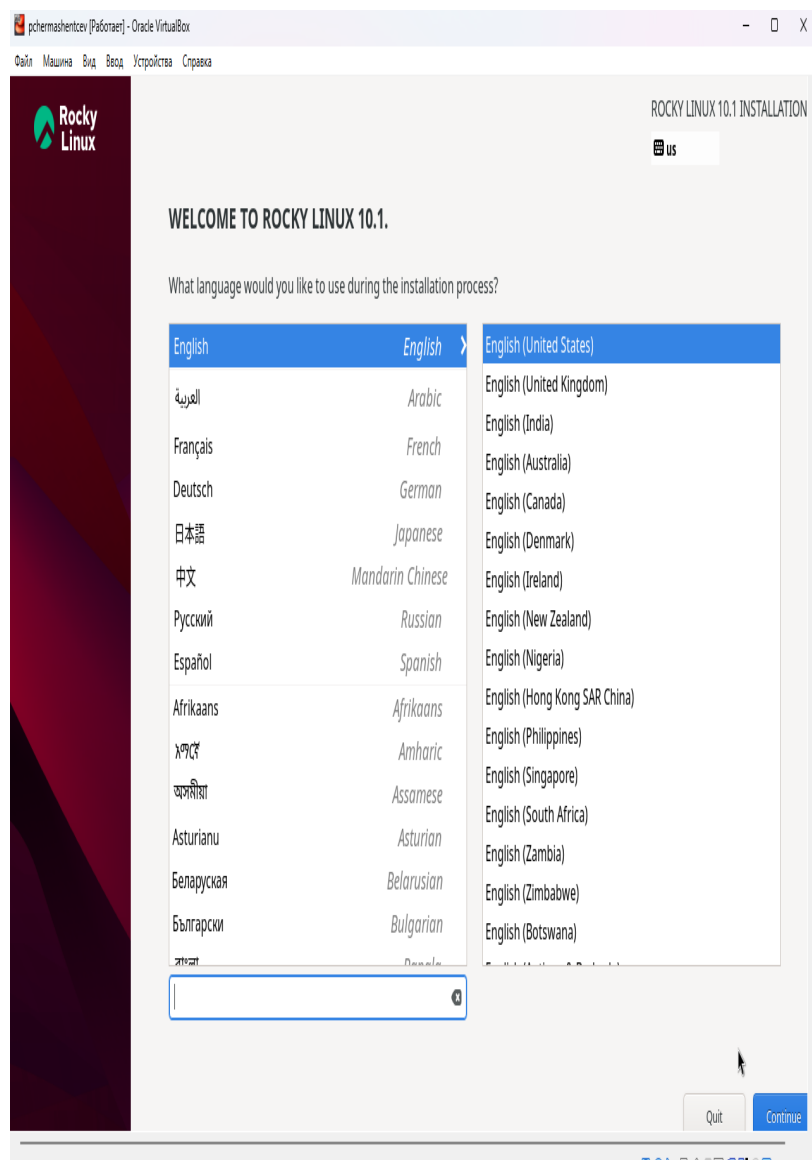 pchermashentcev [Работает] - Oracle VirtualBox
Файл Машина Вид Ввод Устройства Справка
Rocky
Linux
ROCKY LINUX 10.1 INSTALLATION
us
WELCOME TO ROCKY LINUX 10.1.
What language would you like to use during the installation process?
English English
العربية Arabic
Français French
Deutsch German
日本語 Japanese
中文 Mandarin Chinese
Русский Russian
Español Spanish
Afrikaans Afrikaans
አማርኛ Amharic
অসমীয়া Assamese
Asturianu Asturian
Беларуская Belarusian
Български Bulgarian
English (United States)
English (United Kingdom)
English (India)
English (Australia)
English (Canada)
English (Denmark)
English (Ireland)
English (New Zealand)
English (Nigeria)
English (Hong Kong SAR China)
English (Philippines)
English (Singapore)
English (South Africa)
English (Zambia)
English (Zimbabwe)
English (Botswana)
Quit Continue